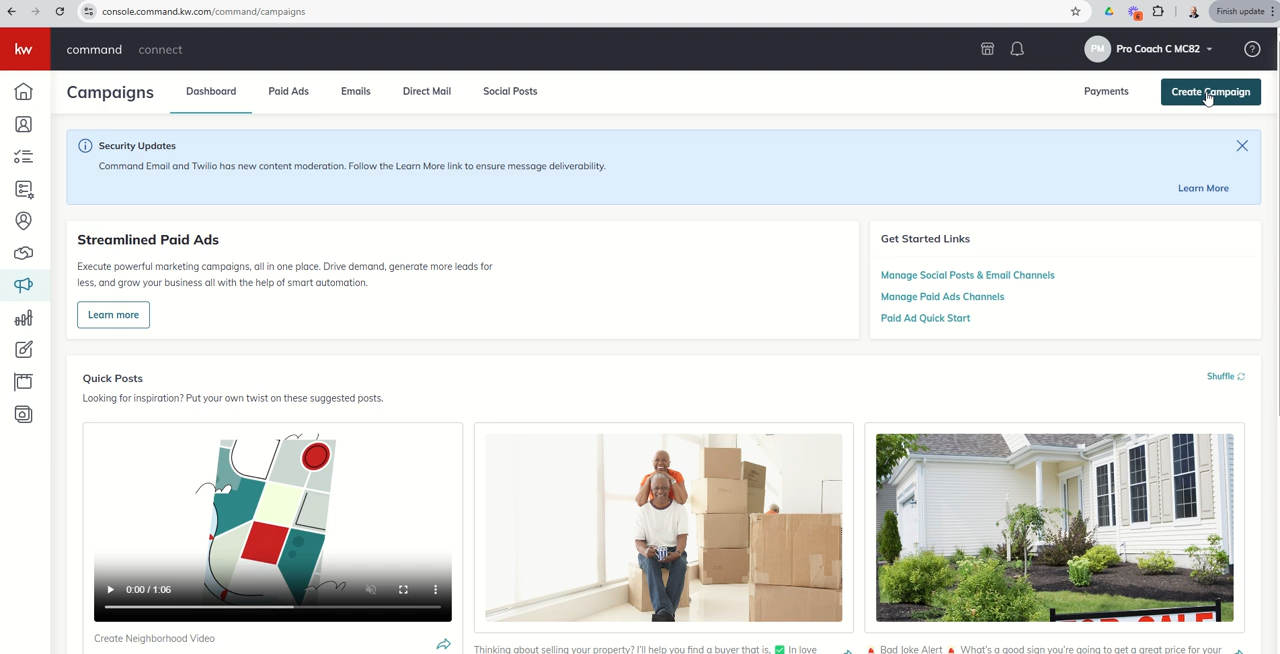 console.command.kw.com/command/campaigns
Finish update
6
kw
command
connect
PM
Pro Coach C MC82
Campaigns
Dashboard
Paid Ads
Emails
Direct Mail
Social Posts
Payments
Create Campaign
Security Updates
Command Email and Twilio has new content moderation. Follow the Learn More link to ensure message deliverability.
Learn More
Streamlined Paid Ads
Execute powerful marketing campaigns, all in one place. Drive demand, generate more leads for
less, and grow your business all with the help of smart automation.
Learn more
Get Started Links
Manage Social Posts & Email Channels
Manage Paid Ads Channels
Paid Ad Quick Start
Quick Posts
Shuffle
Looking for inspiration? Put your own twist on these suggested posts.
0:00 / 1:06
FOR SALE
Create Neighborhood Video
Thinking about selling your property? I'll help you find a buyer that is, ✅ In love
🔥 Bad Joke Alert 🔥 What's a good sign you're going to get a great price for your